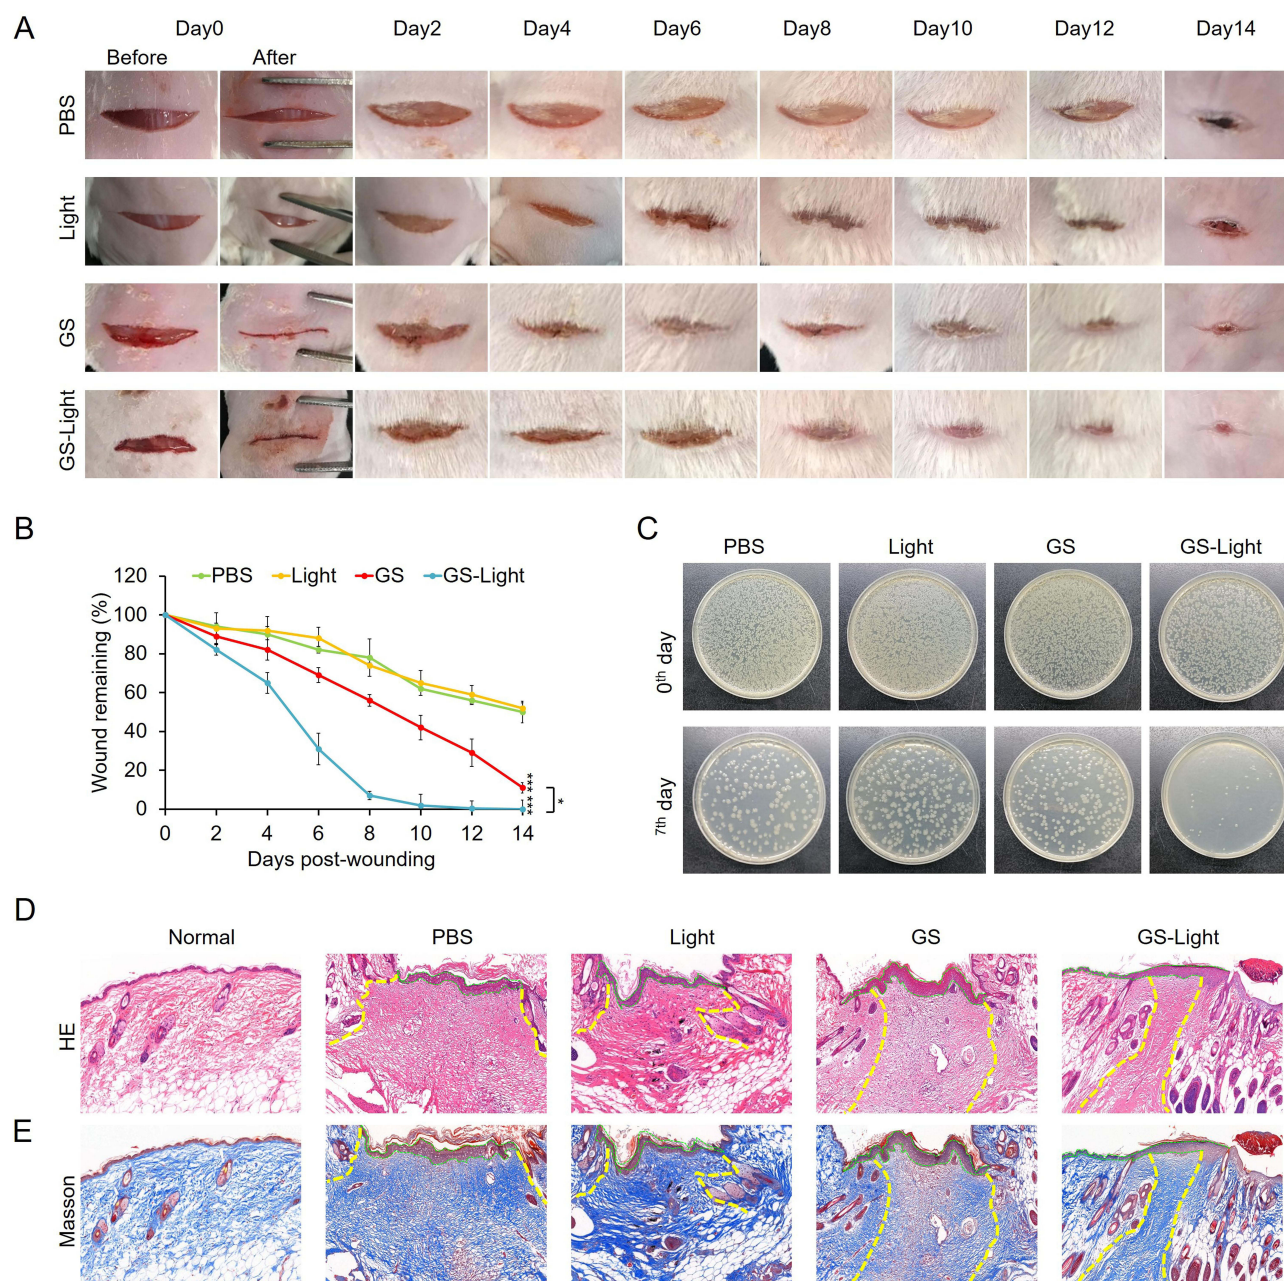 A
Day0 Day2 Day4 Day6 Day8 Day10 Day12 Day14
Before After
PBS
Light
GS
GS-Light
B
PBS Light GS GS-Light
Wound remaining (%)
120
100
80
60
40
20
0
0 2 4 6 8 10 12 14
Days post-wounding
***
***
*
C
PBS Light GS GS-Light
0th day
7th day
D
Normal PBS Light GS GS-Light
HE
E
Masson